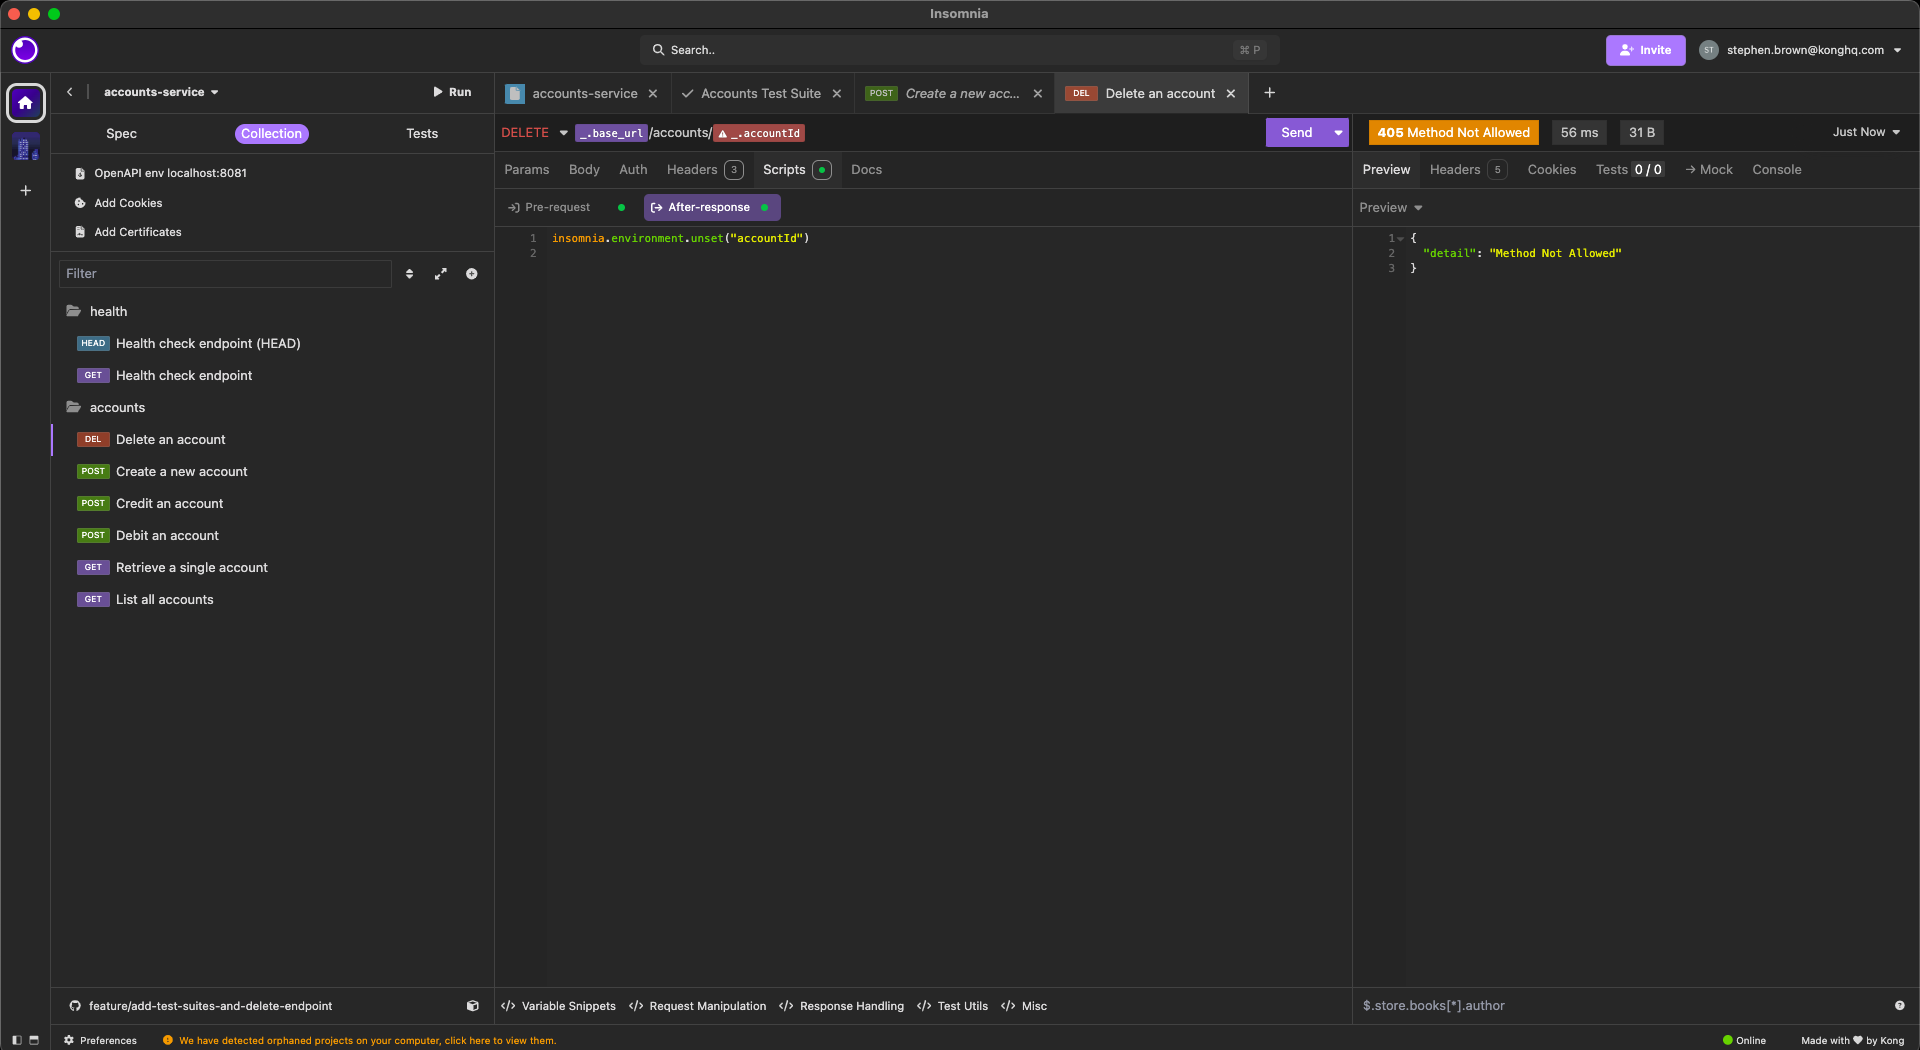 Insomnia
Search..
⌘ P
Invite
ST
stephen.brown@konghq.com
accounts-service
Run
accounts-service
Accounts Test Suite
POST Create a new acc...
DEL Delete an account
Spec
Collection
Tests
DELETE
_.base_url/accounts/ _.accountId
Send
405 Method Not Allowed
56 ms
31 B
Just Now
OpenAPI env localhost:8081
Add Cookies
Add Certificates
Params
Body
Auth
Headers 3
Scripts
Docs
Preview
Headers 5
Cookies
Tests 0 / 0
Mock
Console
Pre-request
After-response
Preview
1 insomnia.environment.unset("accountId")
2
1 {
2 "detail": "Method Not Allowed"
3 }
Filter
health
HEAD Health check endpoint (HEAD)
GET Health check endpoint
accounts
DEL Delete an account
POST Create a new account
POST Credit an account
POST Debit an account
GET Retrieve a single account
GET List all accounts
feature/add-test-suites-and-delete-endpoint
Variable Snippets
Request Manipulation
Response Handling
Test Utils
Misc
$.store.books[*].author
Preferences
We have detected orphaned projects on your computer, click here to view them.
Online
Made with ♥ by Kong